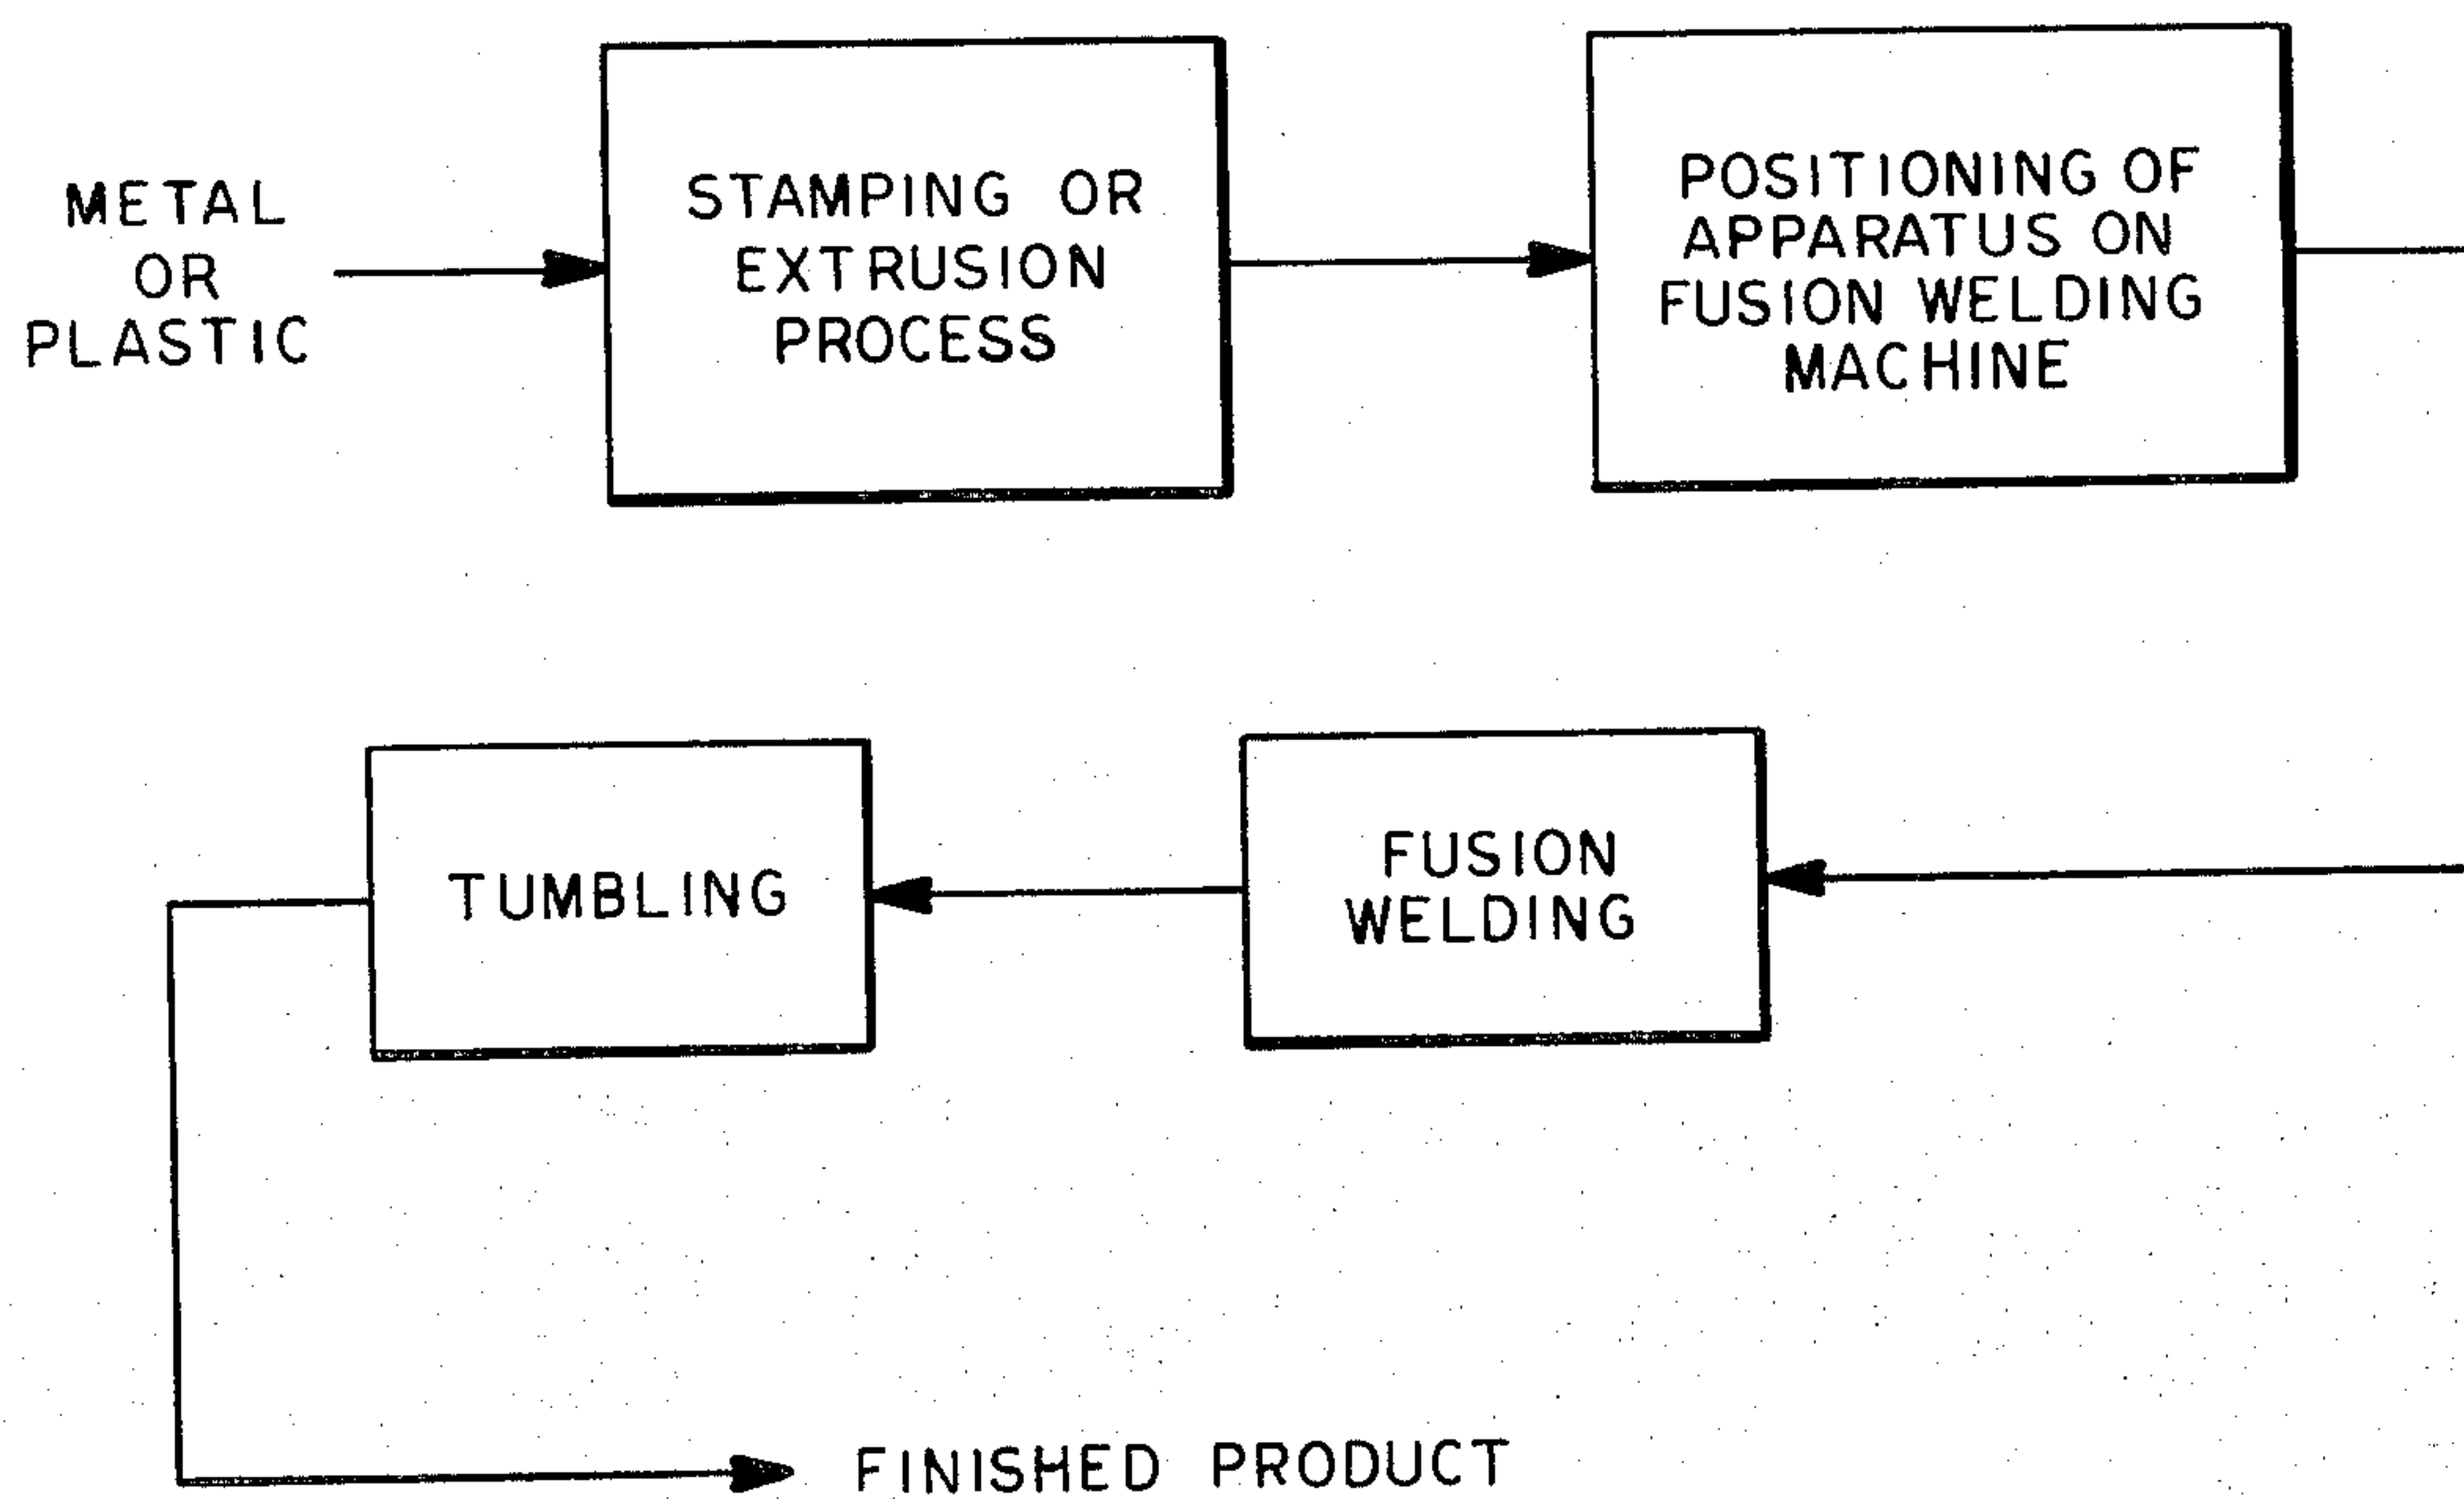 METAL
OR
PLASTIC
STAMPING OR
EXTRUSION
PROCESS
POSITIONING OF
APPARATUS ON
FUSION WELDING
MACHINE
FUSION
WELDING
TUMBLING
FINISHED PRODUCT